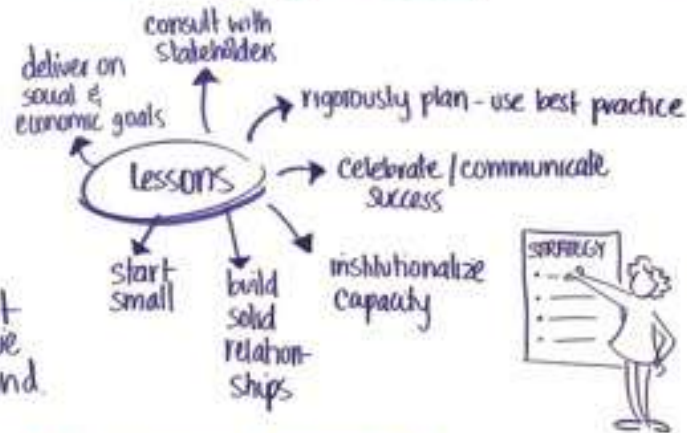 consult with
stakeholders
deliver on
social &
economic goals
rigorously plan - use best practice
Lessons
celebrate / communicate
success
start
small
build
solid
relation-
ships
institutionalize
capacity
STRATEGY
nd.